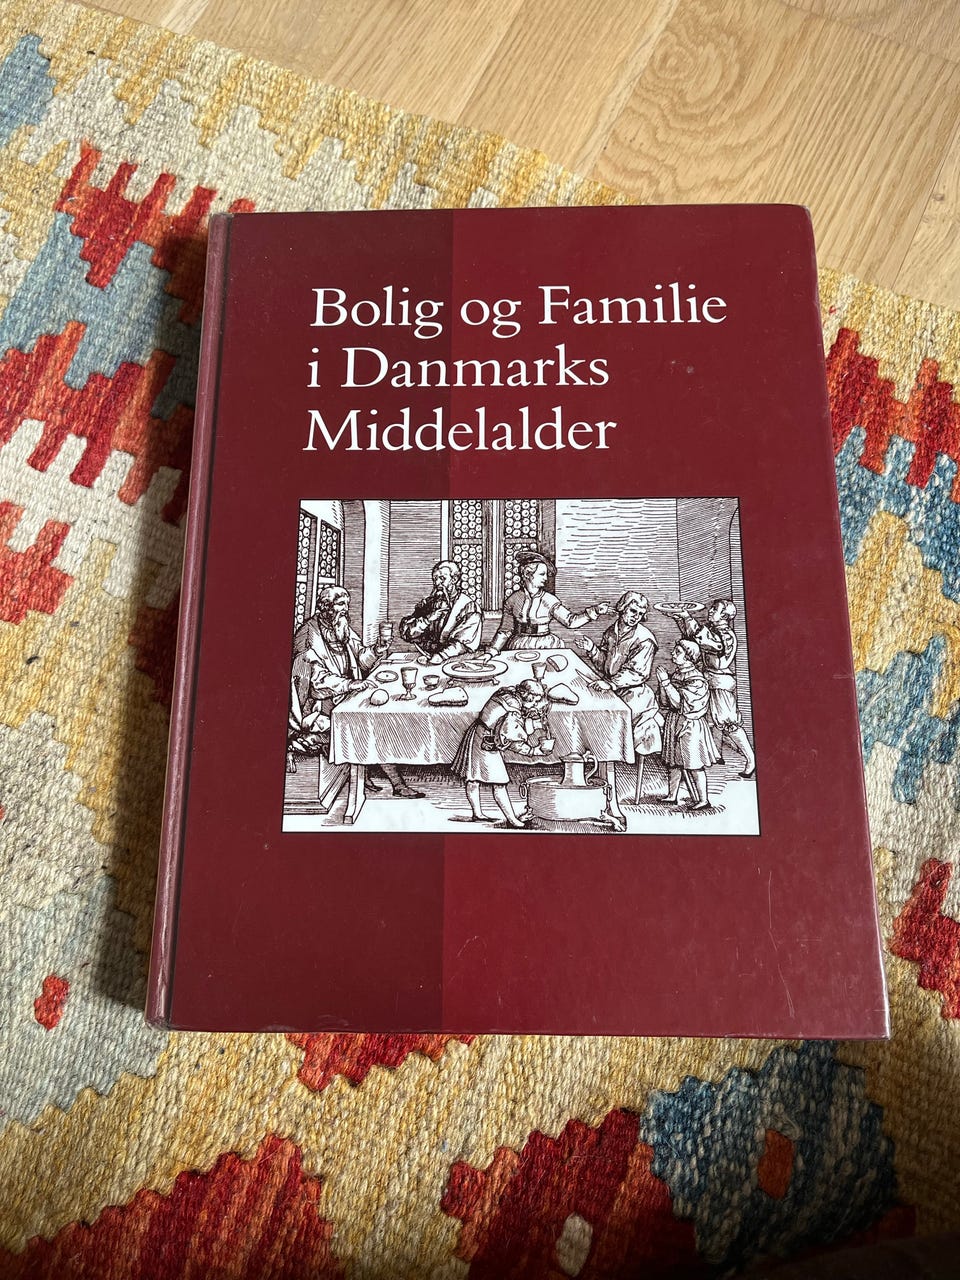 Bolig og Familie
i Danmarks
Middelalder